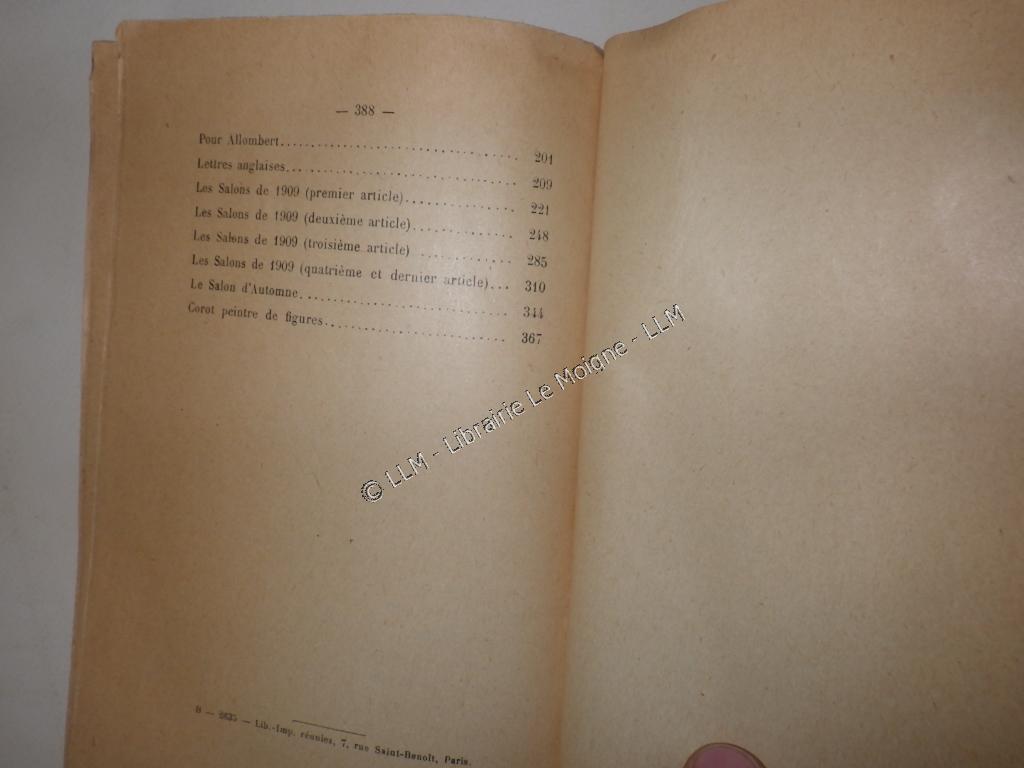 — 388 —
Pour Allombert........................................ 201
Lettres anglaises....................................... 209
Les Salons de 1909 (premier article)................... 221
Les Salons de 1909 (deuxième article).................. 248
Les Salons de 1909 (troisième article) ................ 285
Les Salons de 1909 (quatrième et dernier article)... 310
Le Salon d'Automne.................................... 344
Corot peintre de figures............................... 367
© LLM - Librairie Le Moigne - LLM
8 — 2635 — Lib.-Imp. réunies, 7, rue Saint-Benoît, Paris.